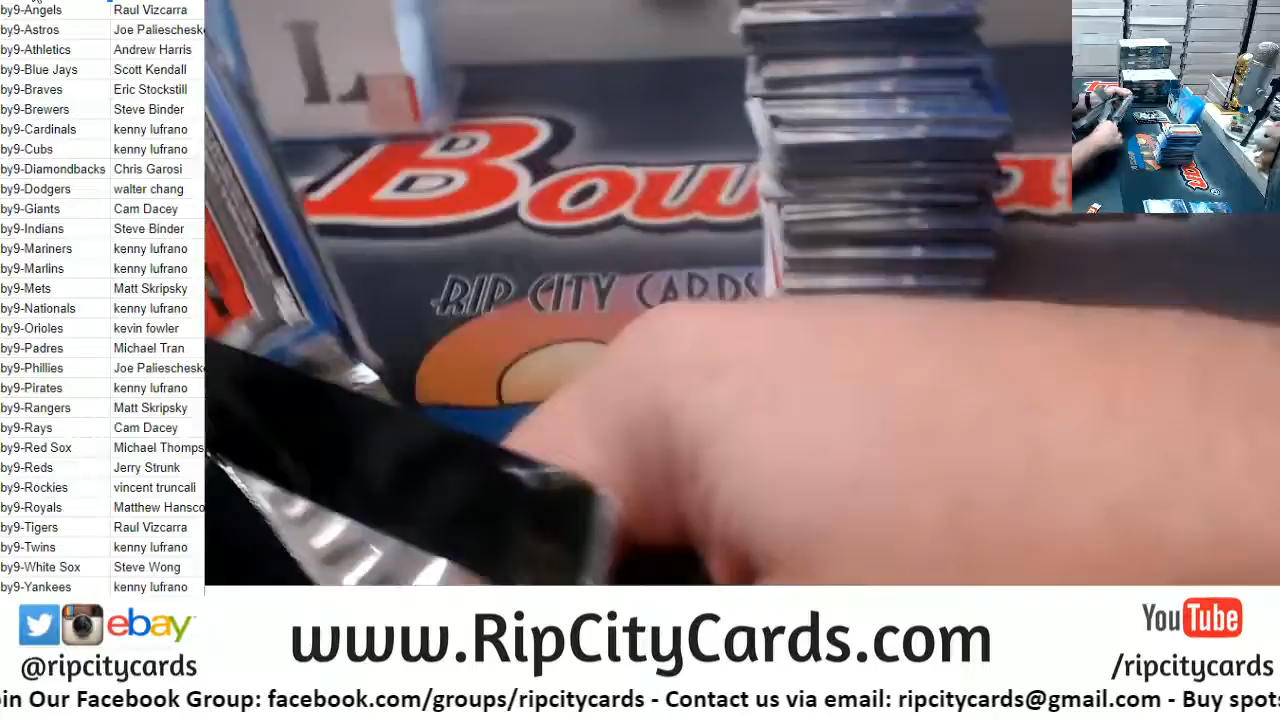 by9-Angels Raul Vizcarra
by9-Astros Joe Palieschesk
by9-Athletics Andrew Harris
by9-Blue Jays Scott Kendall
by9-Braves Eric Stockstill
by9-Brewers Steve Binder
by9-Cardinals kenny lufrano
by9-Cubs kenny lufrano
by9-Diamondbacks Chris Garosi
by9-Dodgers walter chang
by9-Giants Cam Dacey
by9-Indians Steve Binder
by9-Mariners kenny lufrano
by9-Marlins kenny lufrano
by9-Mets Matt Skripsky
by9-Nationals kenny lufrano
by9-Orioles kevin fowler
by9-Padres Michael Tran
by9-Phillies Joe Palieschesk
by9-Pirates kenny lufrano
by9-Rangers Matt Skripsky
by9-Rays Cam Dacey
by9-Red Sox Michael Thomps
by9-Reds Jerry Strunk
by9-Rockies vincent truncali
by9-Royals Matthew Hansco
by9-Tigers Raul Vizcarra
by9-Twins kenny lufrano
by9-White Sox Steve Wong
by9-Yankees kenny lufrano
B Bow
RIP CITY CARDS
ebay
@ripcitycards
www.RipCityCards.com
You Tube
/ripcitycards
oin Our Facebook Group: facebook.com/groups/ripcitycards - Contact us via email: ripcitycards@gmail.com - Buy spots